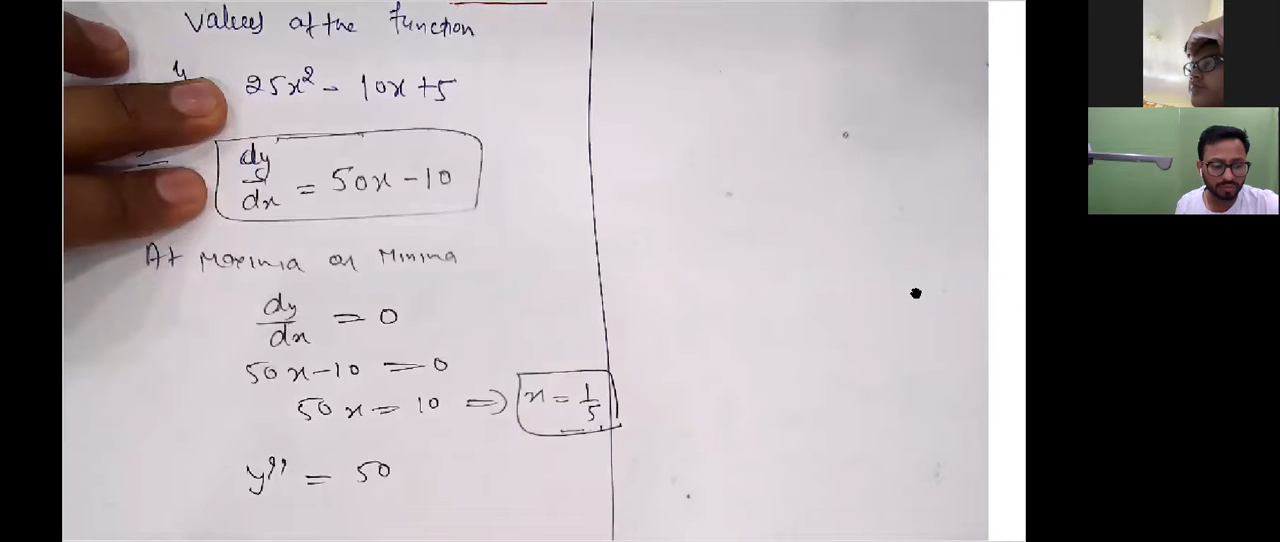 values of the function
y 25x² - 10x + 5
dy/dx = 50x - 10
At Maxima or Minima
dy/dx = 0
50x - 10 = 0
50x = 10 ⇒ x = 1/5
y'' = 50